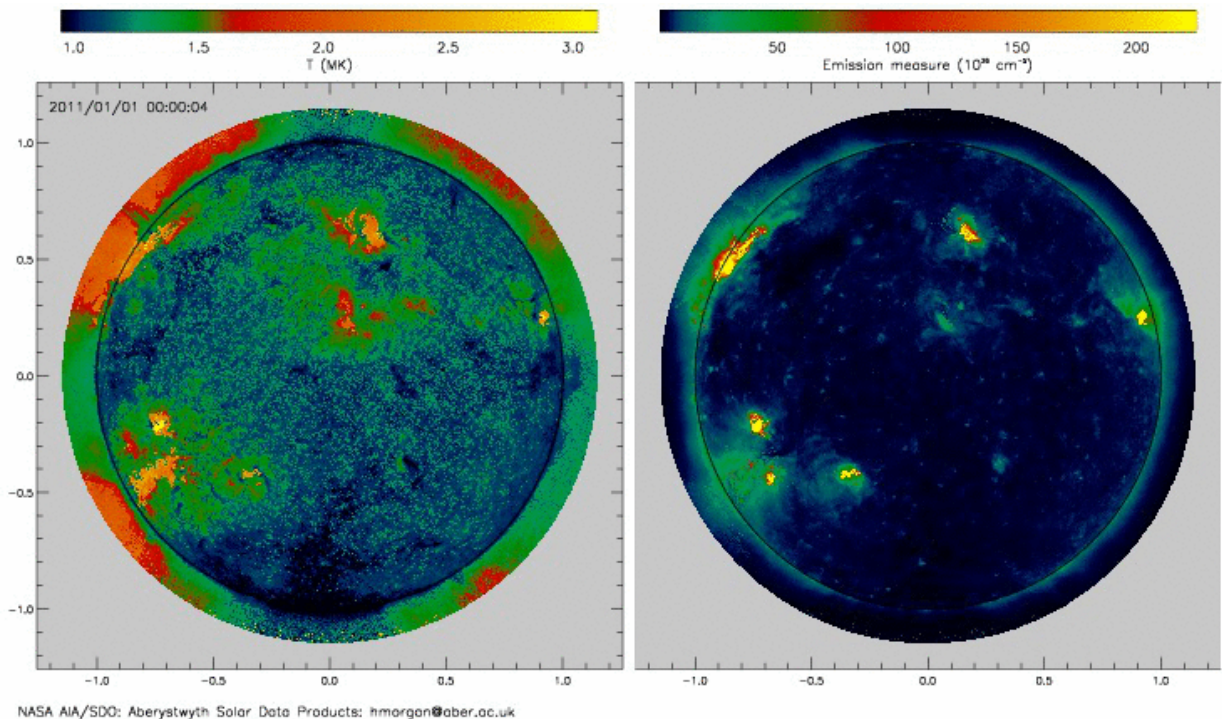 1.0 1.5 2.0 2.5 3.0
T (MK)
50 100 150 200
Emission measure (10²⁶ cm⁻⁵)
2011/01/01 00:00:04
1.0
0.5
0.0
−0.5
−1.0
−1.0 −0.5 0.0 0.5 1.0
−1.0 −0.5 0.0 0.5 1.0
NASA AIA/SDO: Aberystwyth Solar Data Products: hmorgan@aber.ac.uk